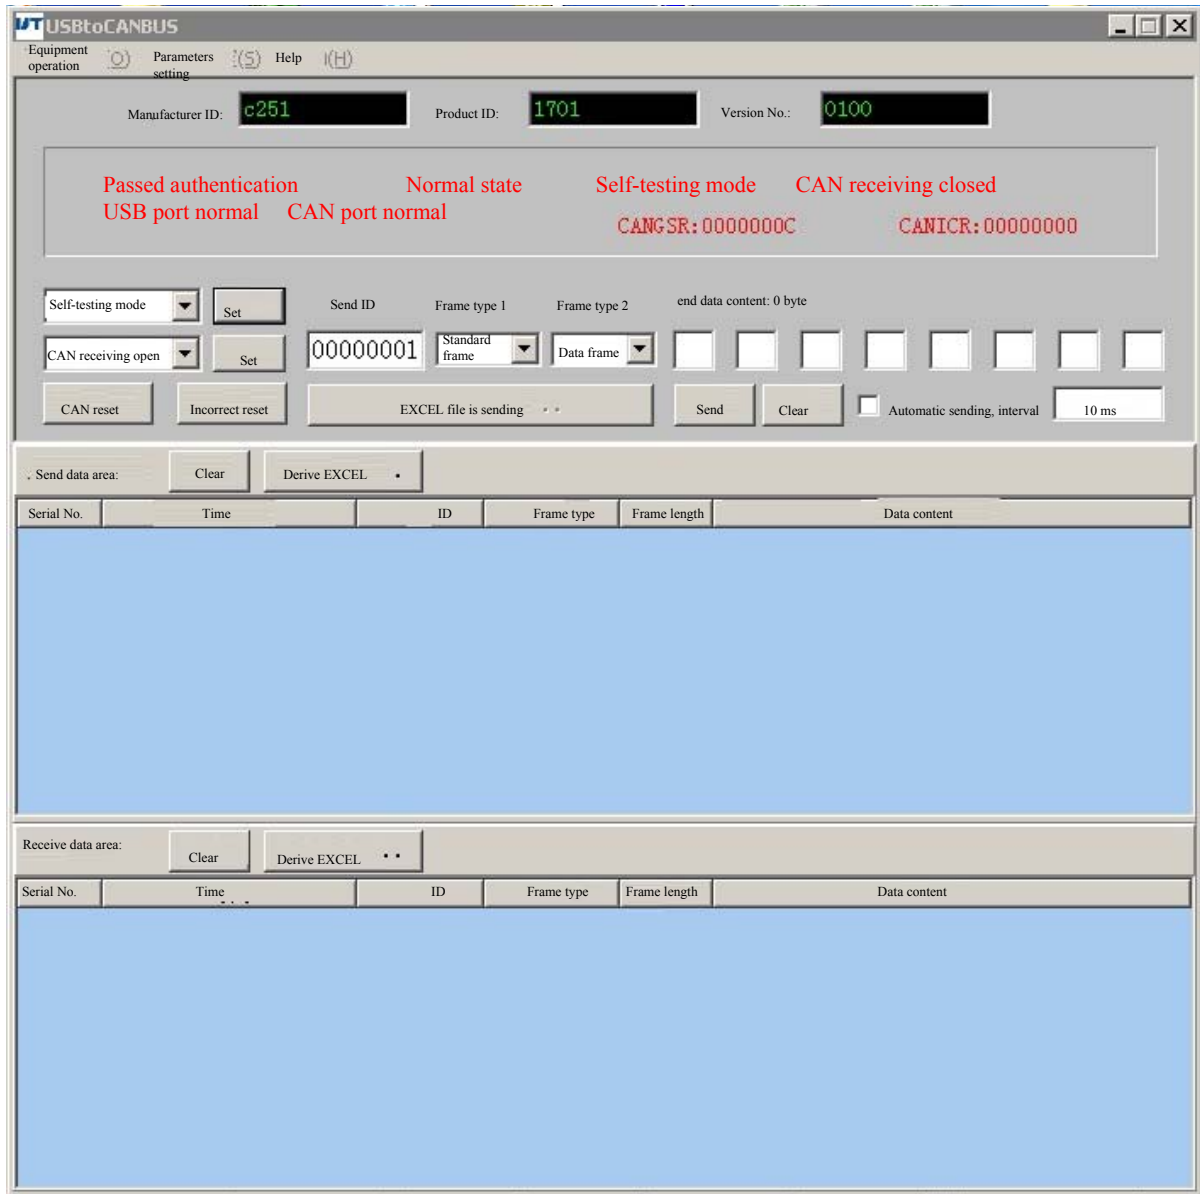 USBtoCANBUS
Equipment operation (O) Parameters setting (S) Help (H)
Manufacturer ID: c251 Product ID: 1701 Version No.: 0100
Passed authentication Normal state Self-testing mode CAN receiving closed
USB port normal CAN port normal
CANGSR:0000000C CANICR:00000000
Self-testing mode Set Send ID Frame type 1 Frame type 2 end data content: 0 byte
CAN receiving open Set 00000001 Standard frame Data frame
CAN reset Incorrect reset EXCEL file is sending Send Clear Automatic sending, interval 10 ms
Send data area: Clear Derive EXCEL
Serial No. Time ID Frame type Frame length Data content
Receive data area: Clear Derive EXCEL
Serial No. Time ID Frame type Frame length Data content